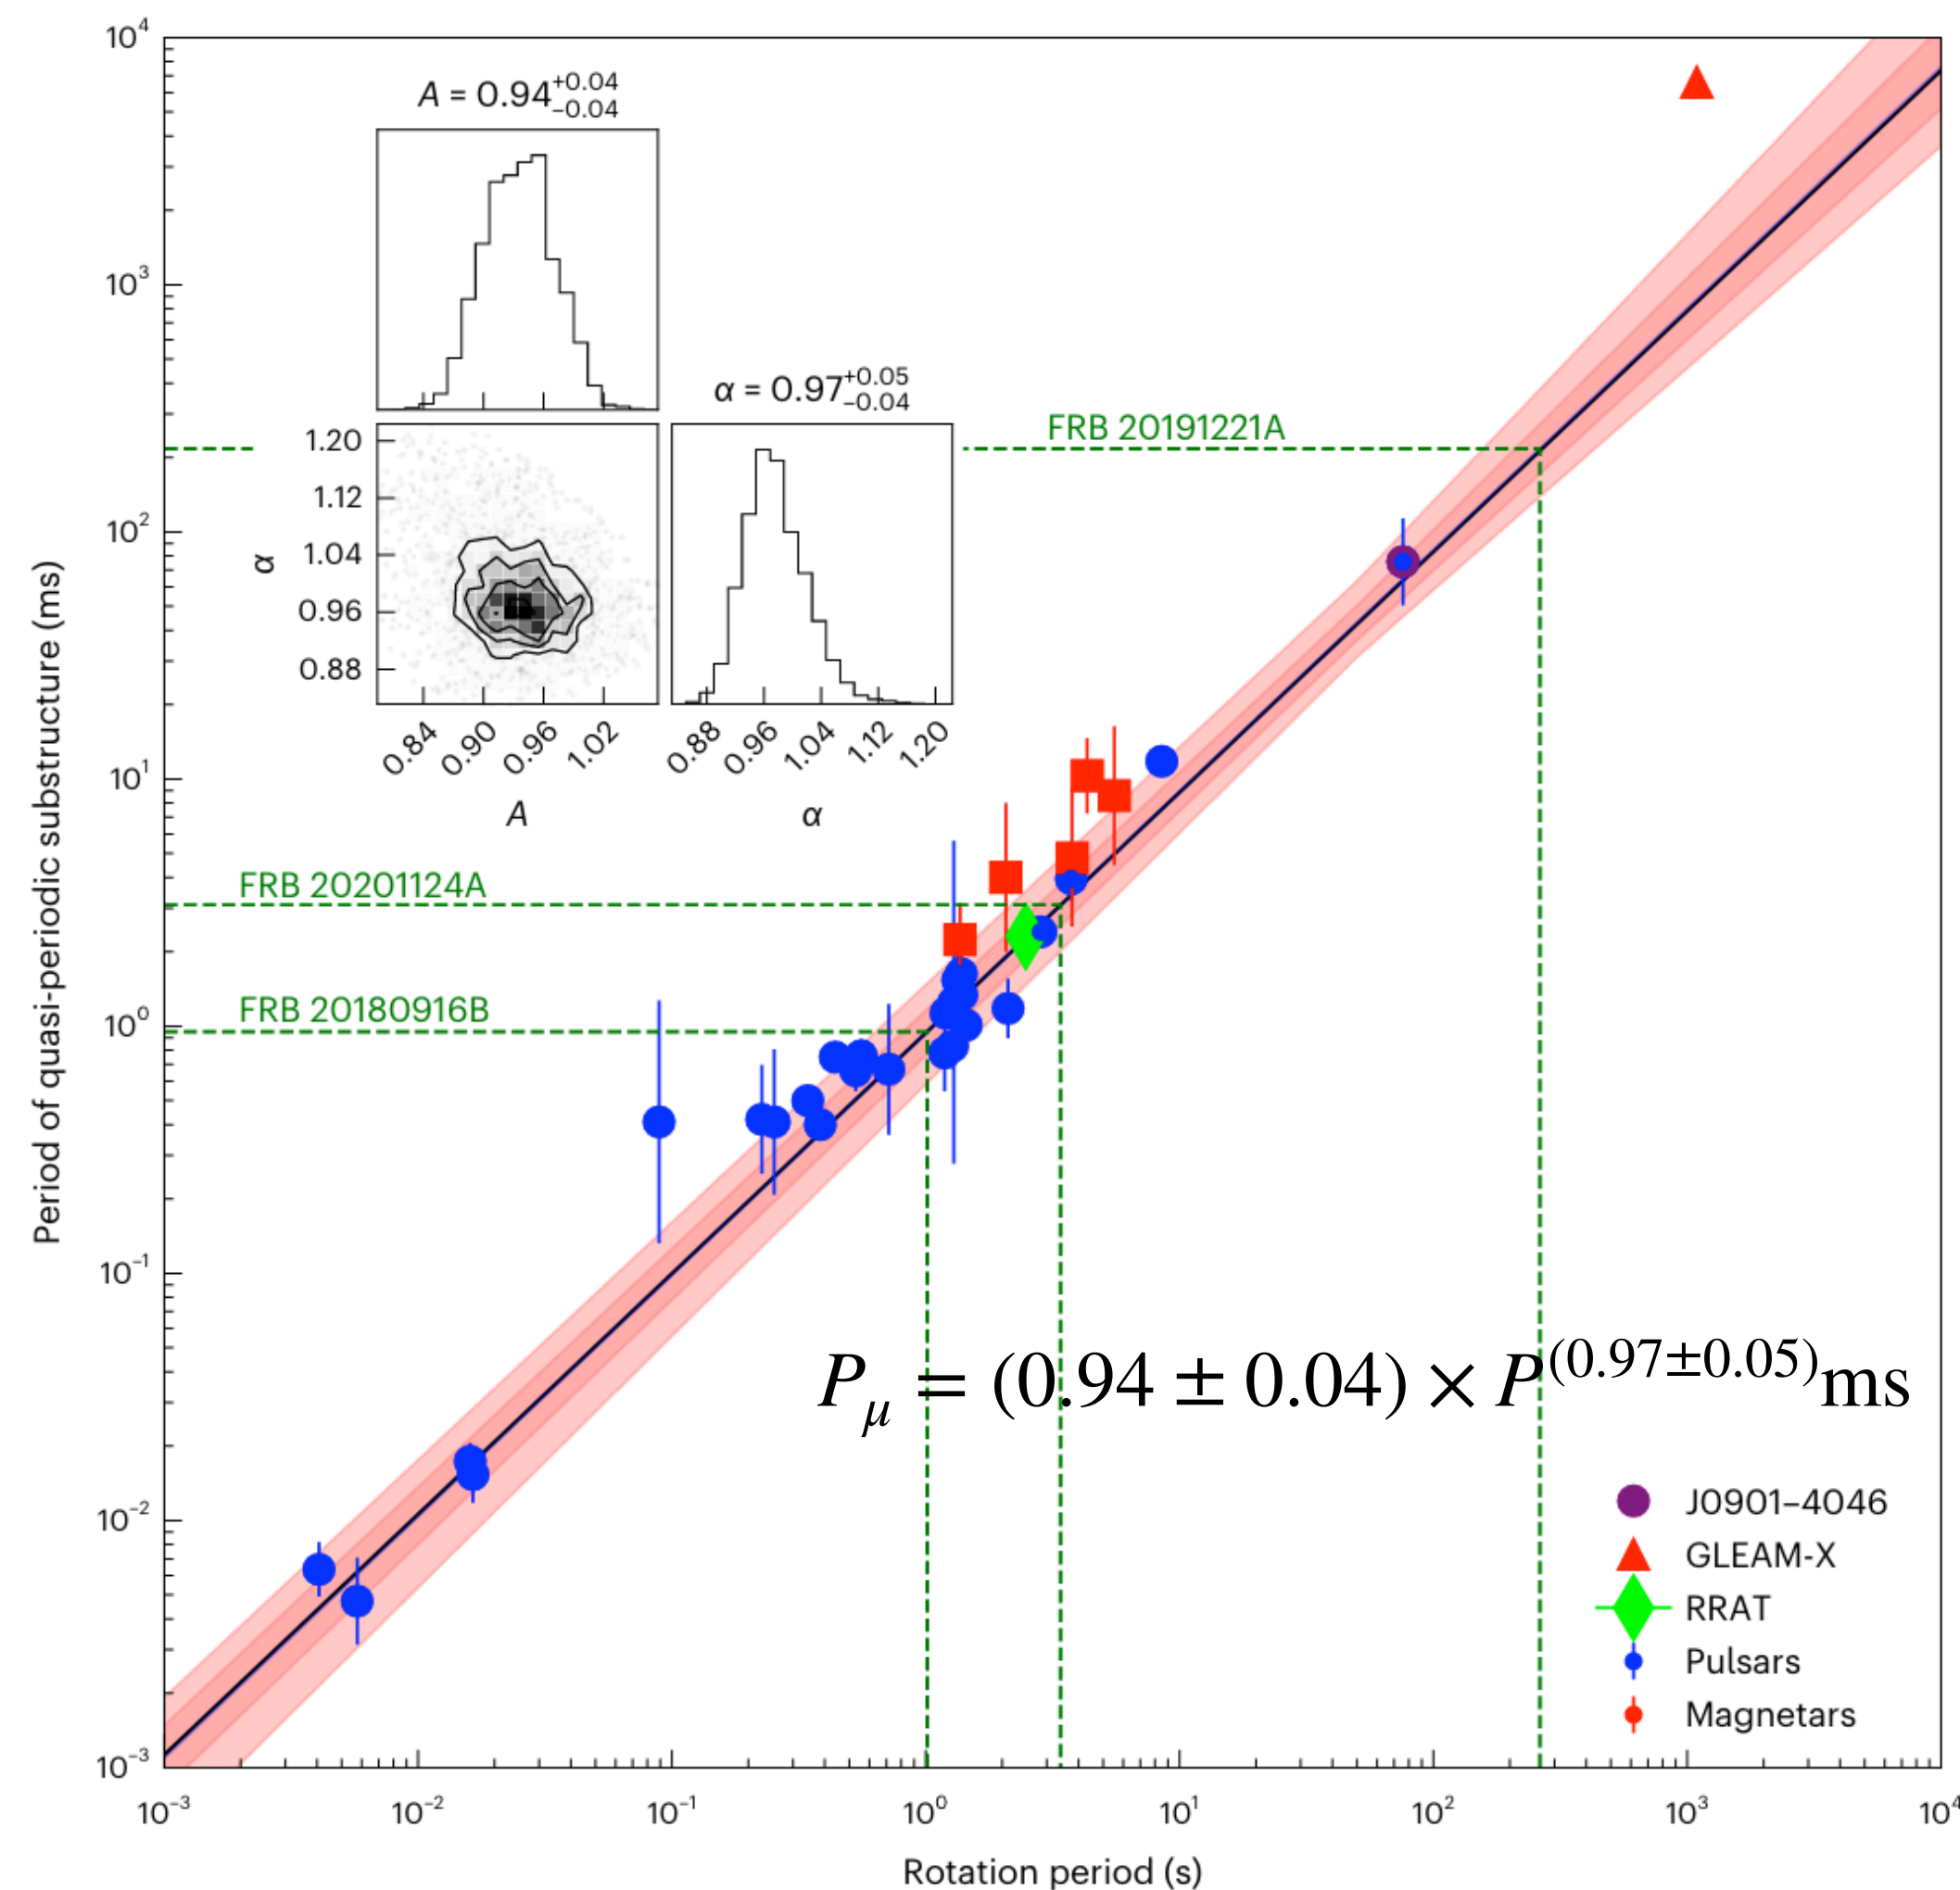 A = 0.94 +0.04 −0.04
α = 0.97 +0.05 −0.04
1.20
1.12
1.04
0.96
0.88
α
0.84 0.90 0.96 1.02
A
0.88 0.96 1.04 1.12 1.20
α
FRB 20191221A
FRB 20201124A
FRB 20180916B
Period of quasi-periodic substructure (ms)
10⁴
10³
10²
10¹
10⁰
10⁻¹
10⁻²
10⁻³
Pμ = (0.94 ± 0.04) × P^(0.97±0.05) ms
J0901–4046
GLEAM-X
RRAT
Pulsars
Magnetars
10⁻³ 10⁻² 10⁻¹ 10⁰ 10¹ 10² 10³ 10⁴
Rotation period (s)